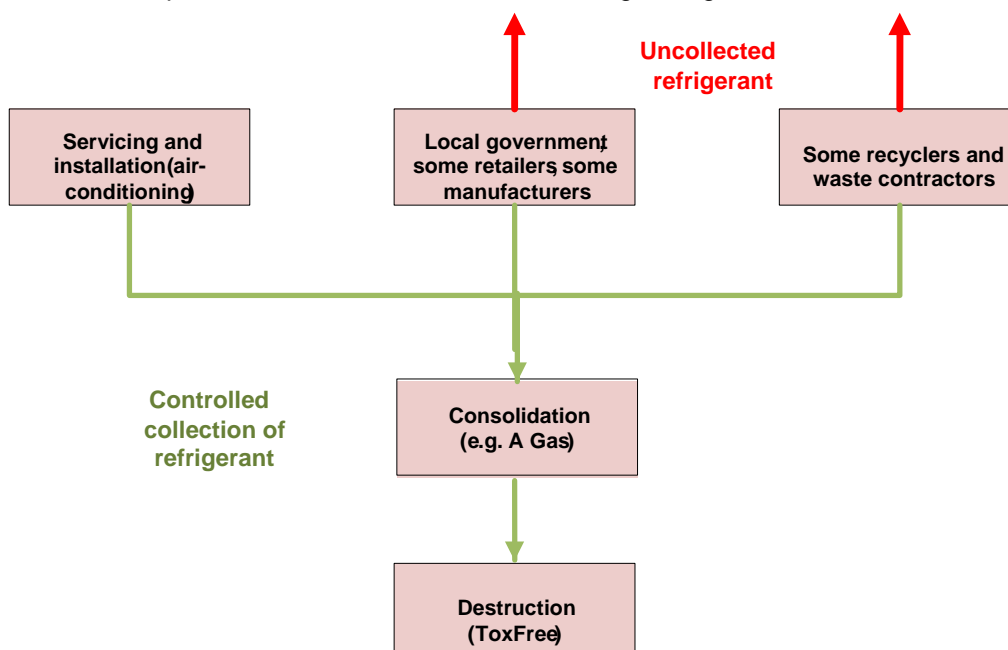 Uncollected
refrigerant
Servicing and
installation(air-
conditioning)
Local government;
some retailers, some
manufacturers
Some recyclers and
waste contractors
Controlled
collection of
refrigerant
Consolidation
(e.g. A Gas)
Destruction
(ToxFree)